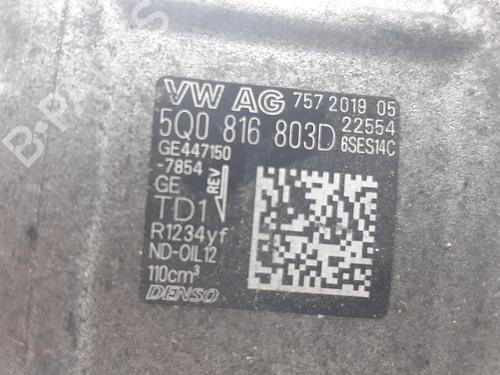 VW AG 757 2019 05
5Q0 816 803D 22554
6SES14C
GE447150
-7854
GE REV
TD1
R1234yf
ND-OIL12
110cm³
DENSO
B-PARTS